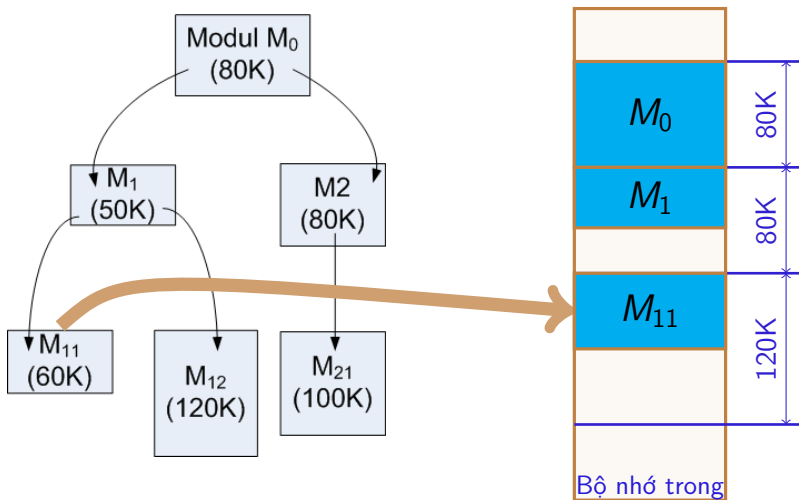 Modul M₀
(80K)
M₁
(50K)
M2
(80K)
M₁₁
(60K)
M₁₂
(120K)
M₂₁
(100K)
M₀
80K
M₁
80K
M₁₁
120K
Bộ nhớ trong